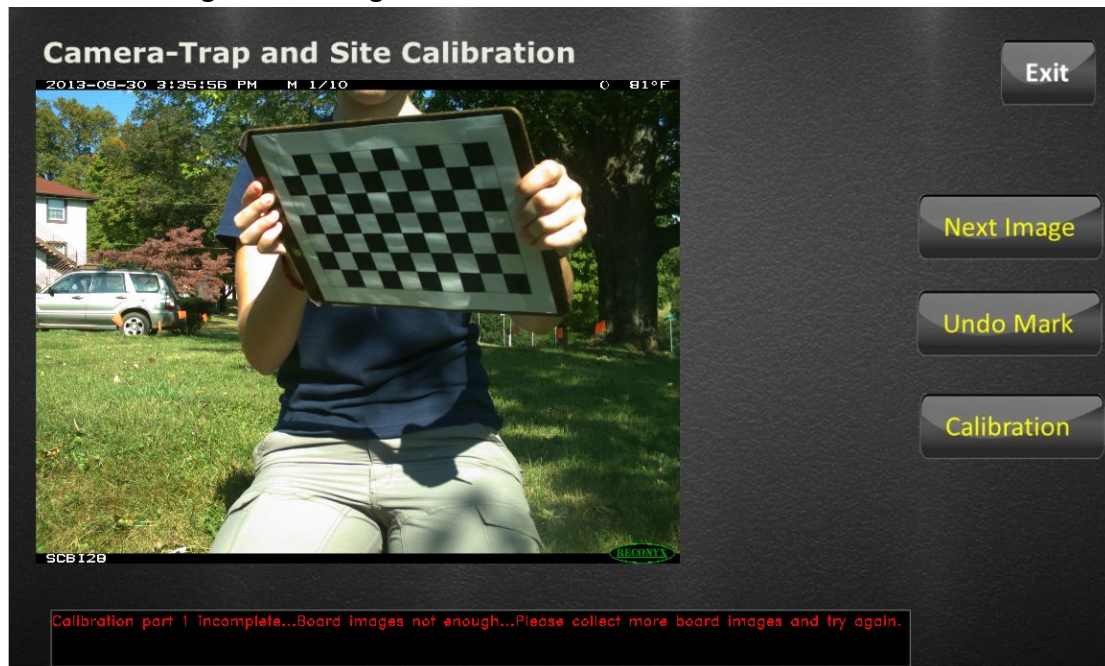 Camera-Trap and Site Calibration
Exit
2013-09-30 3:35:56 PM M 1/10 81°F
Next Image
Undo Mark
Calibration
SCBI28
RECONYX
Calibration part 1 Incomplete...Board images not enough...Please collect more board images and try again.